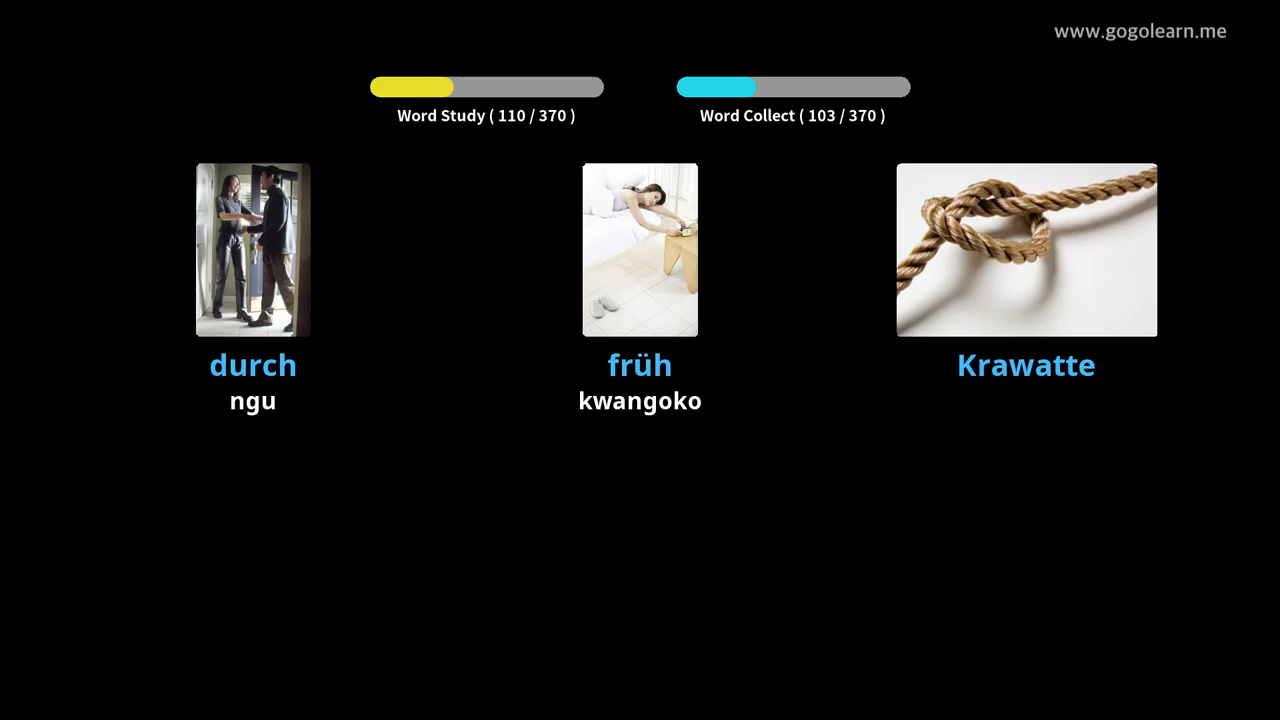 www.gogolearn.me
Word Study ( 110 / 370 )
Word Collect ( 103 / 370 )
durch
ngu
früh
kwangoko
Krawatte